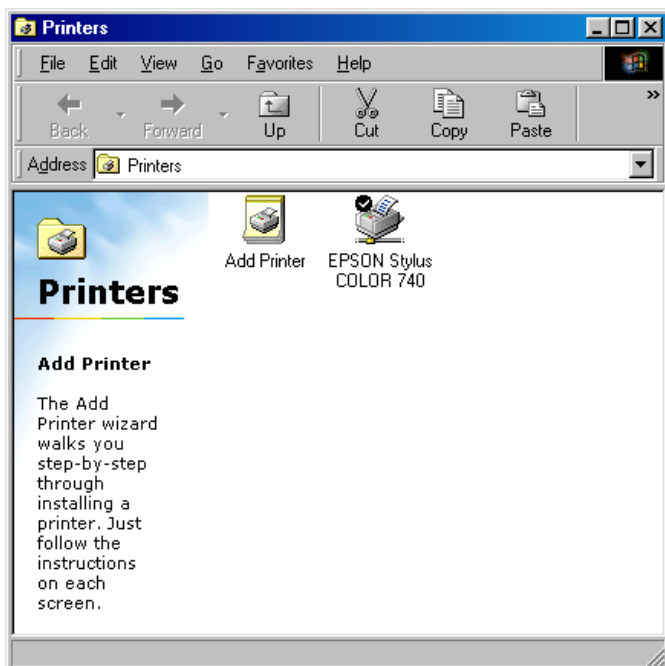 Printers
File Edit View Go Favorites Help
Back Forward Up Cut Copy Paste »
Address Printers
Add Printer
EPSON Stylus
COLOR 740
Printers
Add Printer
The Add
Printer wizard
walks you
step-by-step
through
installing a
printer. Just
follow the
instructions
on each
screen.